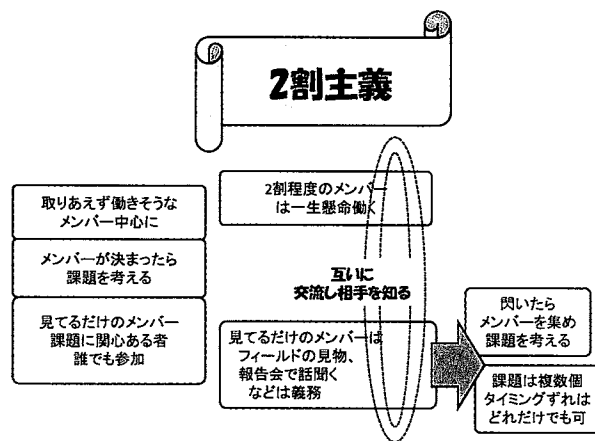 2割主義
取りあえず働きそうな
メンバー中心に
メンバーが決まったら
課題を考える
見てるだけのメンバー
課題に関心ある者
誰でも参加
2割程度のメンバー
は一生懸命働く
互いに
交流し相手を知る
見てるだけのメンバーは
フィールドの見物、
報告会で話聞く
などは義務
閃いたら
メンバーを集め
課題を考える
課題は複数個
タイミングずれは
どれだけでも可